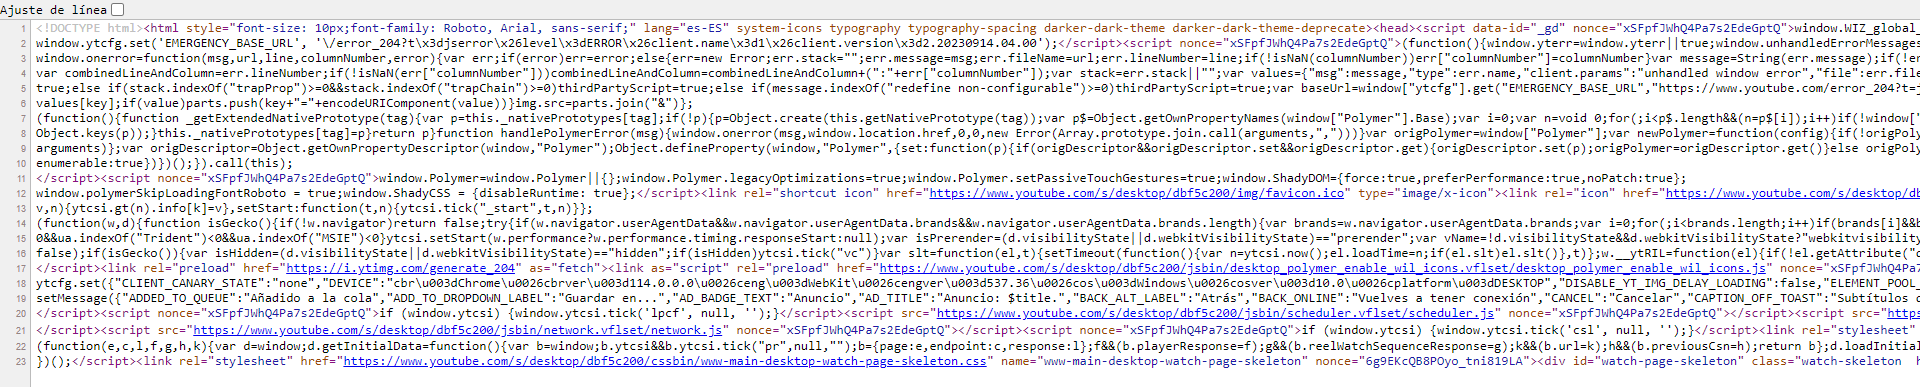 Ajuste de línea
1 <!DOCTYPE html><html style="font-size: 10px;font-family: Roboto, Arial, sans-serif;" lang="es-ES" system-icons typography typography-spacing darker-dark-theme darker-dark-theme-deprecate><head><script data-id="_gd" nonce="xSFpfJWhQ4Pa7s2EdeGptQ">window.WIZ_global_
2 window.ytcfg.set('EMERGENCY_BASE_URL', '\/error_204?t\x3djserror\x26level\x3dERROR\x26client.name\x3d1\x26client.version\x3d2.20230914.04.00');</script><script nonce="xSFpfJWhQ4Pa7s2EdeGptQ">(function(){window.yterr=window.yterr||true;window.unhandledErrorMessages
3 window.onerror=function(msg,url,line,columnNumber,error){var err;if(error)err=error;else{err=new Error;err.stack="";err.message=msg;err.fileName=url;err.lineNumber=line;if(!isNaN(columnNumber))err["columnNumber"]=columnNumber}var message=String(err.message);if(!er
4 var combinedLineAndColumn=err.lineNumber;if(!isNaN(err["columnNumber"]))combinedLineAndColumn=combinedLineAndColumn+(":"+err["columnNumber"]);var stack=err.stack||"";var values={"msg":message,"type":err.name,"client.params":"unhandled window error","file":err.file
5 true;else if(stack.indexOf("trapProp")>=0&&stack.indexOf("trapChain")>=0)thirdPartyScript=true;else if(message.indexOf("redefine non-configurable")>=0)thirdPartyScript=true;var baseUrl=window["ytcfg"].get("EMERGENCY_BASE_URL","https://www.youtube.com/error_204?t=j
6 values[key];if(value)parts.push(key+"="+encodeURIComponent(value))}img.src=parts.join("&")};
7 (function(){function _getExtendedNativePrototype(tag){var p=this._nativePrototypes[tag];if(!p){p=Object.create(this.getNativePrototype(tag));var p$=Object.getOwnPropertyNames(window["Polymer"].Base);var i=0;var n=void 0;for(;i<p$.length&&(n=p$[i]);i++)if(!window["
8 Object.keys(p));}this._nativePrototypes[tag]=p}return p}function handlePolymerError(msg){window.onerror(msg,window.location.href,0,0,new Error(Array.prototype.join.call(arguments,",")))}var origPolymer=window["Polymer"];var newPolymer=function(config){if(!origPoly
9 arguments)};var origDescriptor=Object.getOwnPropertyDescriptor(window,"Polymer");Object.defineProperty(window,"Polymer",{set:function(p){if(origDescriptor&&origDescriptor.set&&origDescriptor.get){origDescriptor.set(p);origPolymer=origDescriptor.get()}else origPoly
10 enumerable:true})})();}).call(this);
11 </script><script nonce="xSFpfJWhQ4Pa7s2EdeGptQ">window.Polymer=window.Polymer||{};window.Polymer.legacyOptimizations=true;window.Polymer.setPassiveTouchGestures=true;window.ShadyDOM={force:true,preferPerformance:true,noPatch:true};
12 window.polymerSkipLoadingFontRoboto = true;window.ShadyCSS = {disableRuntime: true};</script><link rel="shortcut icon" href="https://www.youtube.com/s/desktop/dbf5c200/img/favicon.ico" type="image/x-icon"><link rel="icon" href="https://www.youtube.com/s/desktop/db
13 v,n){ytcsi.gt(n).info[k]=v},setStart:function(t,n){ytcsi.tick("_start",t,n)}};
14 (function(w,d){function isGecko(){if(!w.navigator)return false;try{if(w.navigator.userAgentData&&w.navigator.userAgentData.brands&&w.navigator.userAgentData.brands.length){var brands=w.navigator.userAgentData.brands;var i=0;for(;i<brands.length;i++)if(brands[i]&&b
15 0&&ua.indexOf("Trident")<0&&ua.indexOf("MSIE")<0}ytcsi.setStart(w.performance?w.performance.timing.responseStart:null);var isPrerender=(d.visibilityState||d.webkitVisibilityState)=="prerender";var vName=!d.visibilityState&&d.webkitVisibilityState?"webkitvisibility
16 false);if(isGecko()){var isHidden=(d.visibilityState||d.webkitVisibilityState)=="hidden";if(isHidden)ytcsi.tick("vc")}var slt=function(el,t){setTimeout(function(){var n=ytcsi.now();el.loadTime=n;if(el.slt)el.slt()},t)};w.__ytRIL=function(el){if(!el.getAttribute("d
17 </script><link rel="preload" href="https://i.ytimg.com/generate_204" as="fetch"><link as="script" rel="preload" href="https://www.youtube.com/s/desktop/dbf5c200/jsbin/desktop_polymer_enable_wil_icons.vflset/desktop_polymer_enable_wil_icons.js" nonce="xSFpfJWhQ4Pa7s
18 ytcfg.set({"CLIENT_CANARY_STATE":"none","DEVICE":"cbr\u003dChrome\u0026cbrver\u003d114.0.0.0\u0026ceng\u003dWebKit\u0026cengver\u003d537.36\u0026cos\u003dWindows\u0026cosver\u003d10.0\u0026cplatform\u003dDESKTOP","DISABLE_YT_IMG_DELAY_LOADING":false,"ELEMENT_POOL_
19 setMessage({"ADDED_TO_QUEUE":"Añadido a la cola","ADD_TO_DROPDOWN_LABEL":"Guardar en...","AD_BADGE_TEXT":"Anuncio","AD_TITLE":"Anuncio: $title.","BACK_ALT_LABEL":"Atrás","BACK_ONLINE":"Vuelves a tener conexión","CANCEL":"Cancelar","CAPTION_OFF_TOAST":"Subtítulos d
20 </script><script nonce="xSFpfJWhQ4Pa7s2EdeGptQ">if (window.ytcsi) {window.ytcsi.tick('lpcf', null, '');}</script><script src="https://www.youtube.com/s/desktop/dbf5c200/jsbin/scheduler.vflset/scheduler.js" nonce="xSFpfJWhQ4Pa7s2EdeGptQ"></script><script src="https
21 </script><script src="https://www.youtube.com/s/desktop/dbf5c200/jsbin/network.vflset/network.js" nonce="xSFpfJWhQ4Pa7s2EdeGptQ"></script><script nonce="xSFpfJWhQ4Pa7s2EdeGptQ">if (window.ytcsi) {window.ytcsi.tick('csl', null, '');}</script><link rel="stylesheet"
22 (function(e,c,l,f,g,h,k){var d=window;d.getInitialData=function(){var b=window;b.ytcsi&&b.ytcsi.tick("pr",null,"");b={page:e,endpoint:c,response:l};f&&(b.playerResponse=f);g&&(b.reelWatchSequenceResponse=g);k&&(b.url=k);h&&(b.previousCsn=h);return b};d.loadInitial
23 })();</script><link rel="stylesheet" href="https://www.youtube.com/s/desktop/dbf5c200/cssbin/www-main-desktop-watch-page-skeleton.css" name="www-main-desktop-watch-page-skeleton" nonce="6g9EKcQB8POyo_tni819LA"><div id="watch-page-skeleton" class="watch-skeleton  h